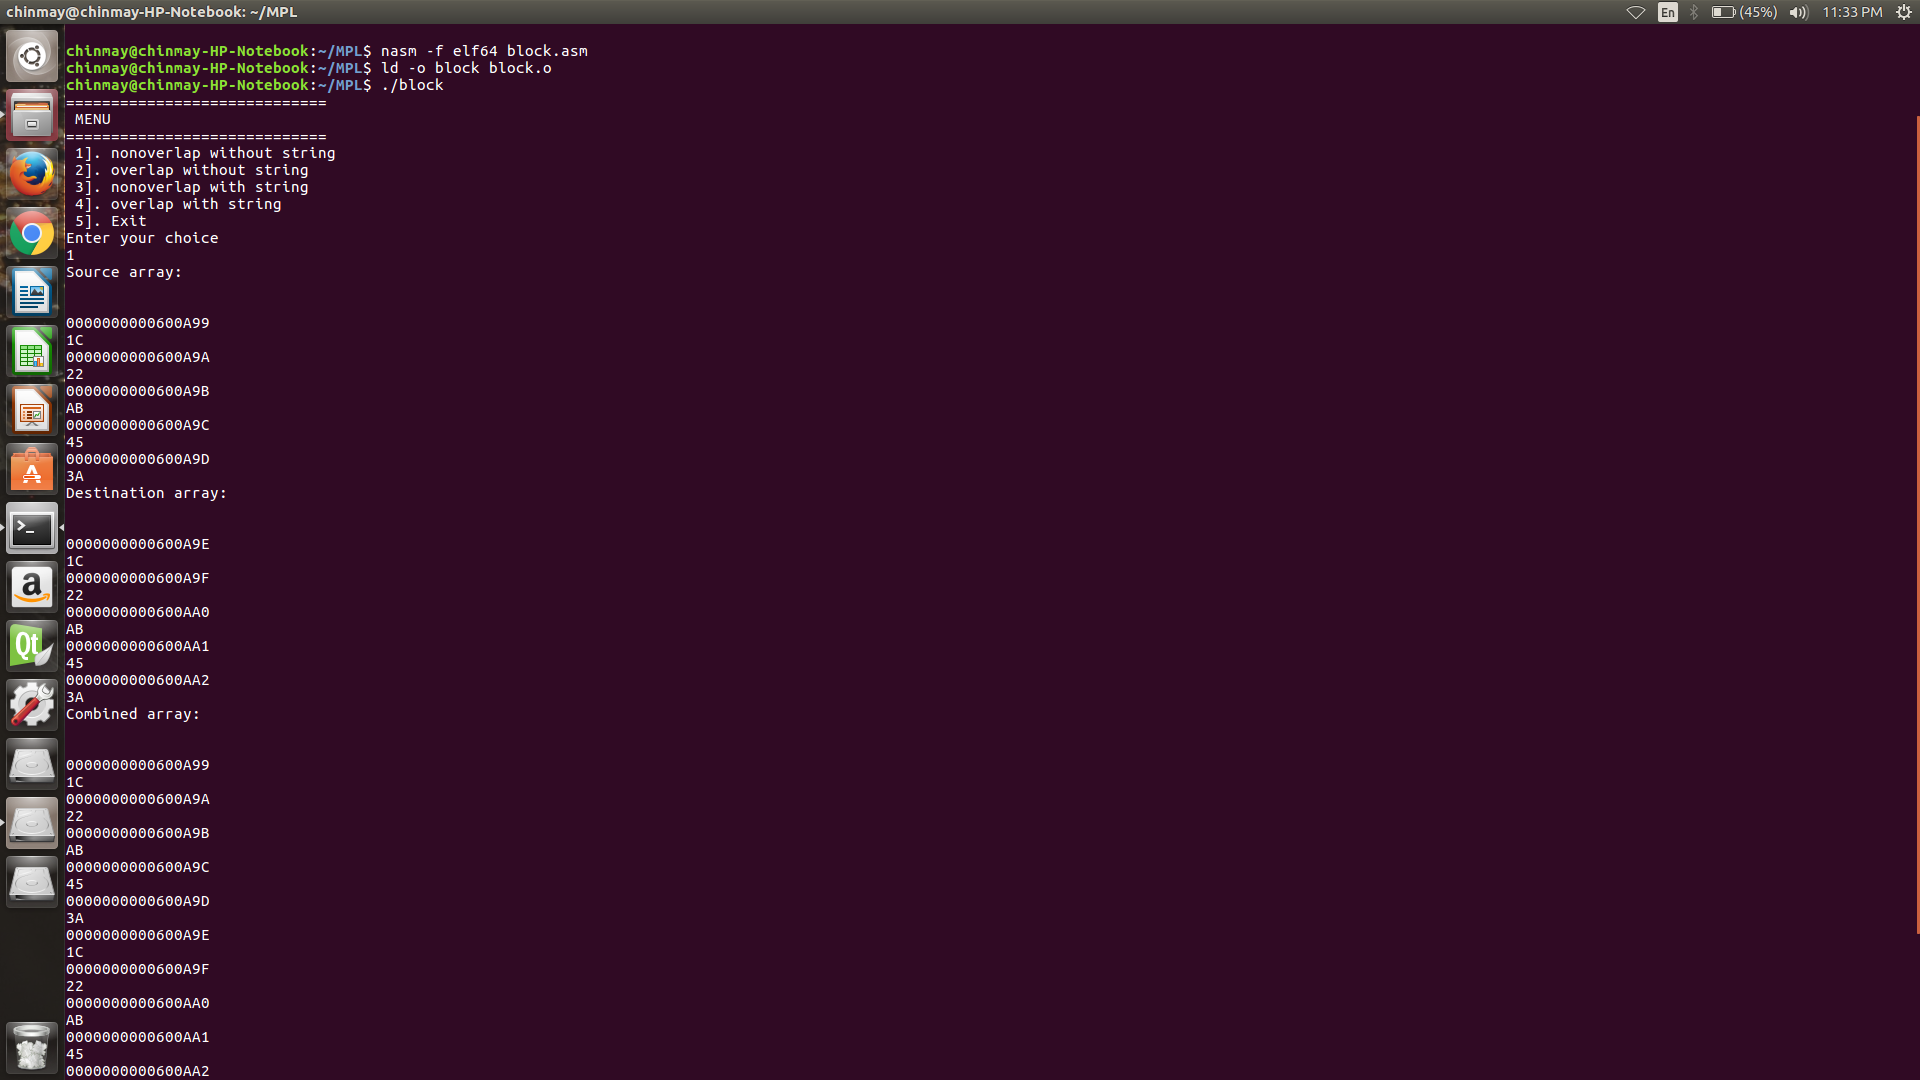 chinmay@chinmay-HP-Notebook: ~/MPL En (45%) 11:33 PM
chinmay@chinmay-HP-Notebook:~/MPL$ nasm -f elf64 block.asm
chinmay@chinmay-HP-Notebook:~/MPL$ ld -o block block.o
chinmay@chinmay-HP-Notebook:~/MPL$ ./block
=============================
 MENU
=============================
 1]. nonoverlap without string
 2]. overlap without string
 3]. nonoverlap with string
 4]. overlap with string
 5]. Exit
Enter your choice
1
Source array:
0000000000600A99
1C
0000000000600A9A
22
0000000000600A9B
AB
0000000000600A9C
45
0000000000600A9D
3A
Destination array:
0000000000600A9E
1C
0000000000600A9F
22
0000000000600AA0
AB
0000000000600AA1
45
0000000000600AA2
3A
Combined array:
0000000000600A99
1C
0000000000600A9A
22
0000000000600A9B
AB
0000000000600A9C
45
0000000000600A9D
3A
0000000000600A9E
1C
0000000000600A9F
22
0000000000600AA0
AB
0000000000600AA1
45
0000000000600AA2
A
>_
a
Qt